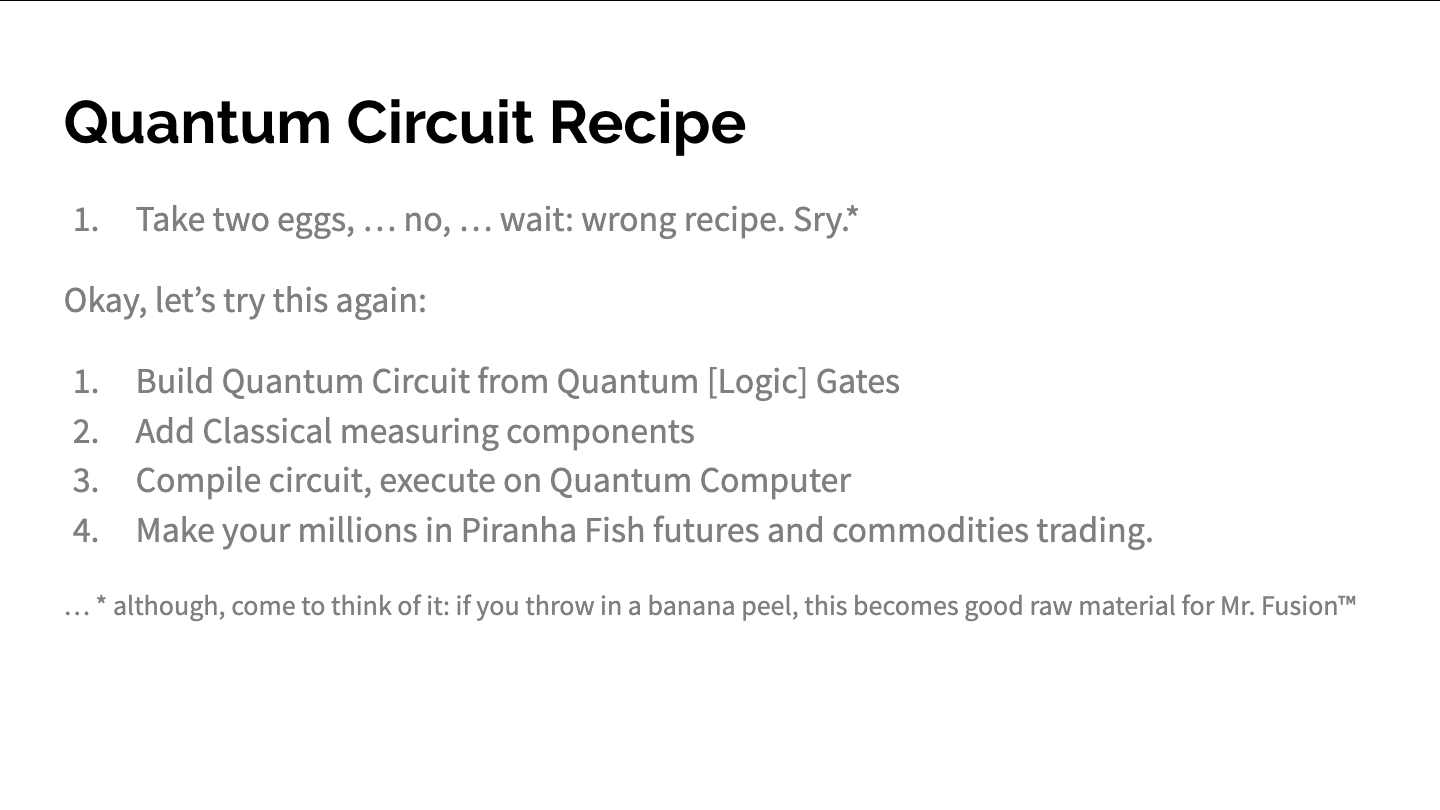 Quantum Circuit Recipe
1. Take two eggs, … no, … wait: wrong recipe. Sry.*
Okay, let’s try this again:
1. Build Quantum Circuit from Quantum [Logic] Gates
2. Add Classical measuring components
3. Compile circuit, execute on Quantum Computer
4. Make your millions in Piranha Fish futures and commodities trading.
… * although, come to think of it: if you throw in a banana peel, this becomes good raw material for Mr. Fusion™